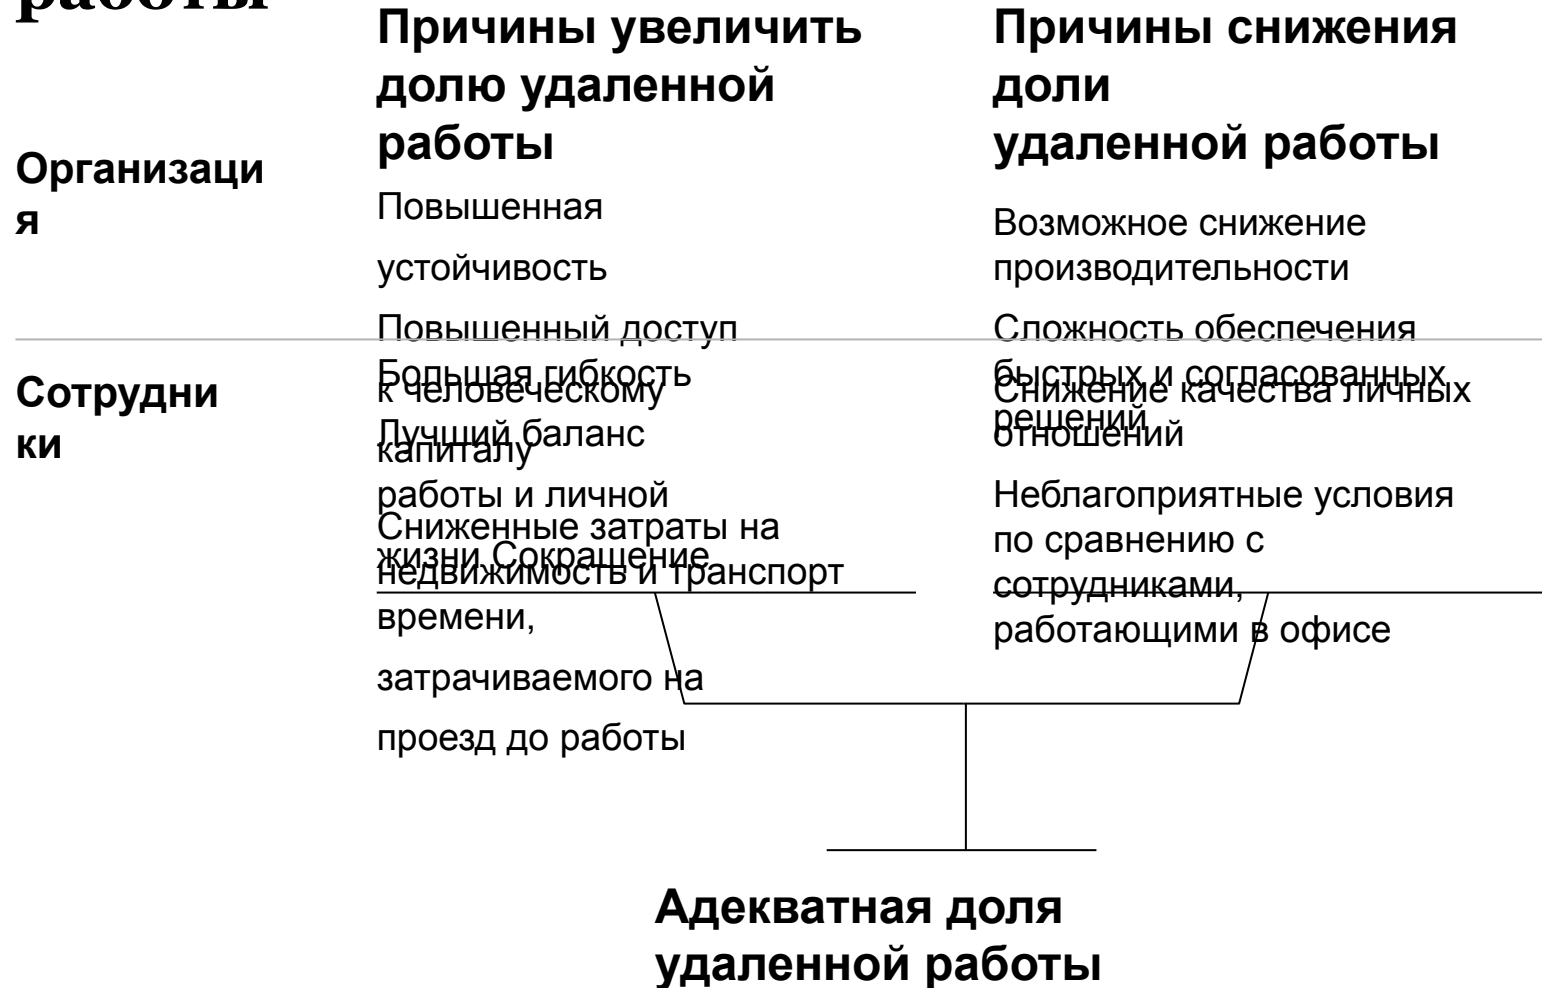 работы
Причины увеличить
долю удаленной
работы
Причины снижения
доли
удаленной работы
Организаци
я
Повышенная
устойчивость
Повышенный доступ
к человеческому
капиталу
Сниженные затраты на
недвижимость и транспорт
Возможное снижение
производительности
Сложность обеспечения
быстрых и согласованных
решений
Сотрудни
ки
Большая гибкость
Лучший баланс
работы и личной
жизни Сокращение
времени,
затрачиваемого на
проезд до работы
Снижение качества личных
отношений
Неблагоприятные условия
по сравнению с
сотрудниками,
работающими в офисе
Адекватная доля
удаленной работы